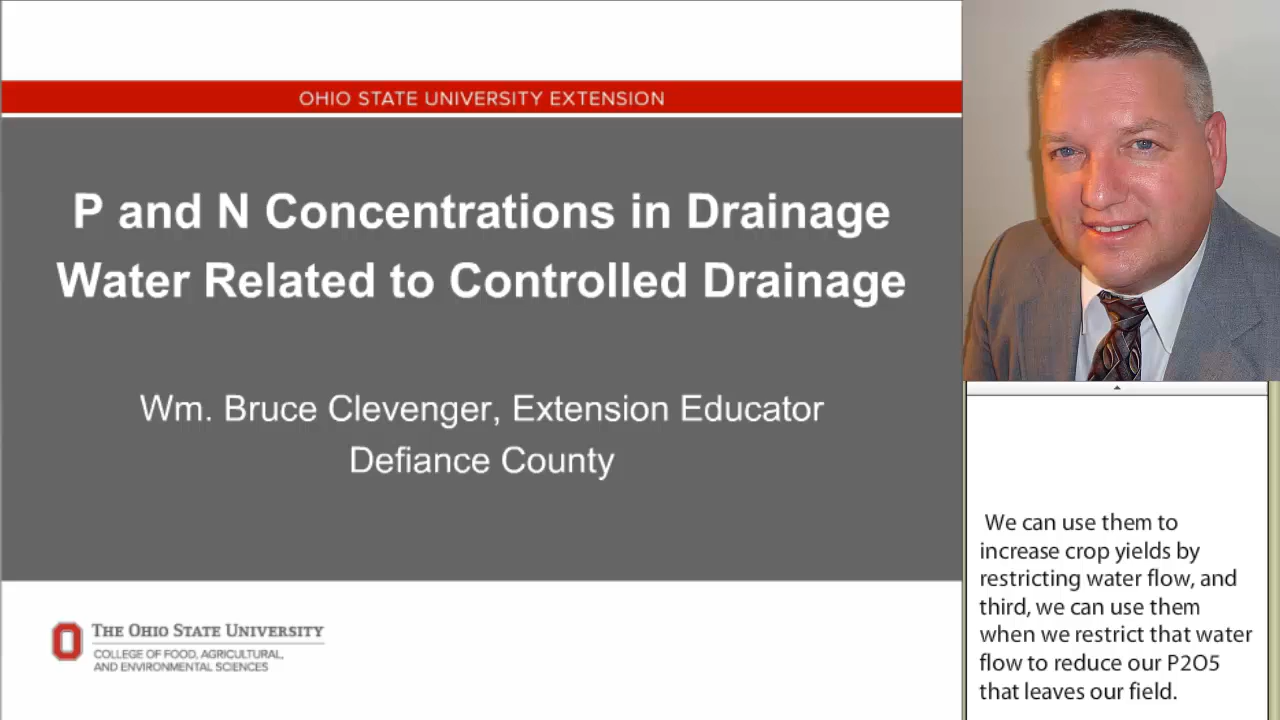 OHIO STATE UNIVERSITY EXTENSION
P and N Concentrations in Drainage
Water Related to Controlled Drainage
Wm. Bruce Clevenger, Extension Educator
Defiance County
THE OHIO STATE UNIVERSITY
COLLEGE OF FOOD, AGRICULTURAL,
AND ENVIRONMENTAL SCIENCES
We can use them to
increase crop yields by
restricting water flow, and
third, we can use them
when we restrict that water
flow to reduce our P2O5
that leaves our field.